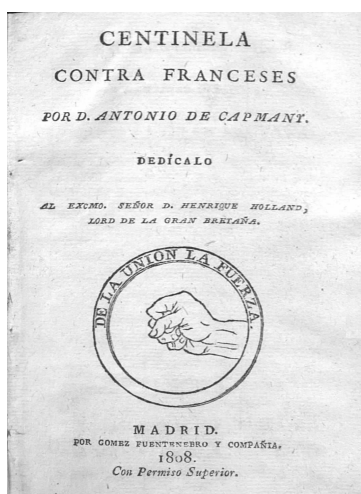 CENTINELA
CONTRA FRANCESES
POR D. ANTONIO DE CAPMANY.
DEDÍCALO
AL EXCMO. SEÑOR D. HENRIQUE HOLLAND,
LORD DE LA GRAN BRETAÑA.
DE LA UNION LA FUERZA.
MADRID.
POR GOMEZ FUENTENEBRO Y COMPAÑIA.
1808.
Con Permiso Superior.